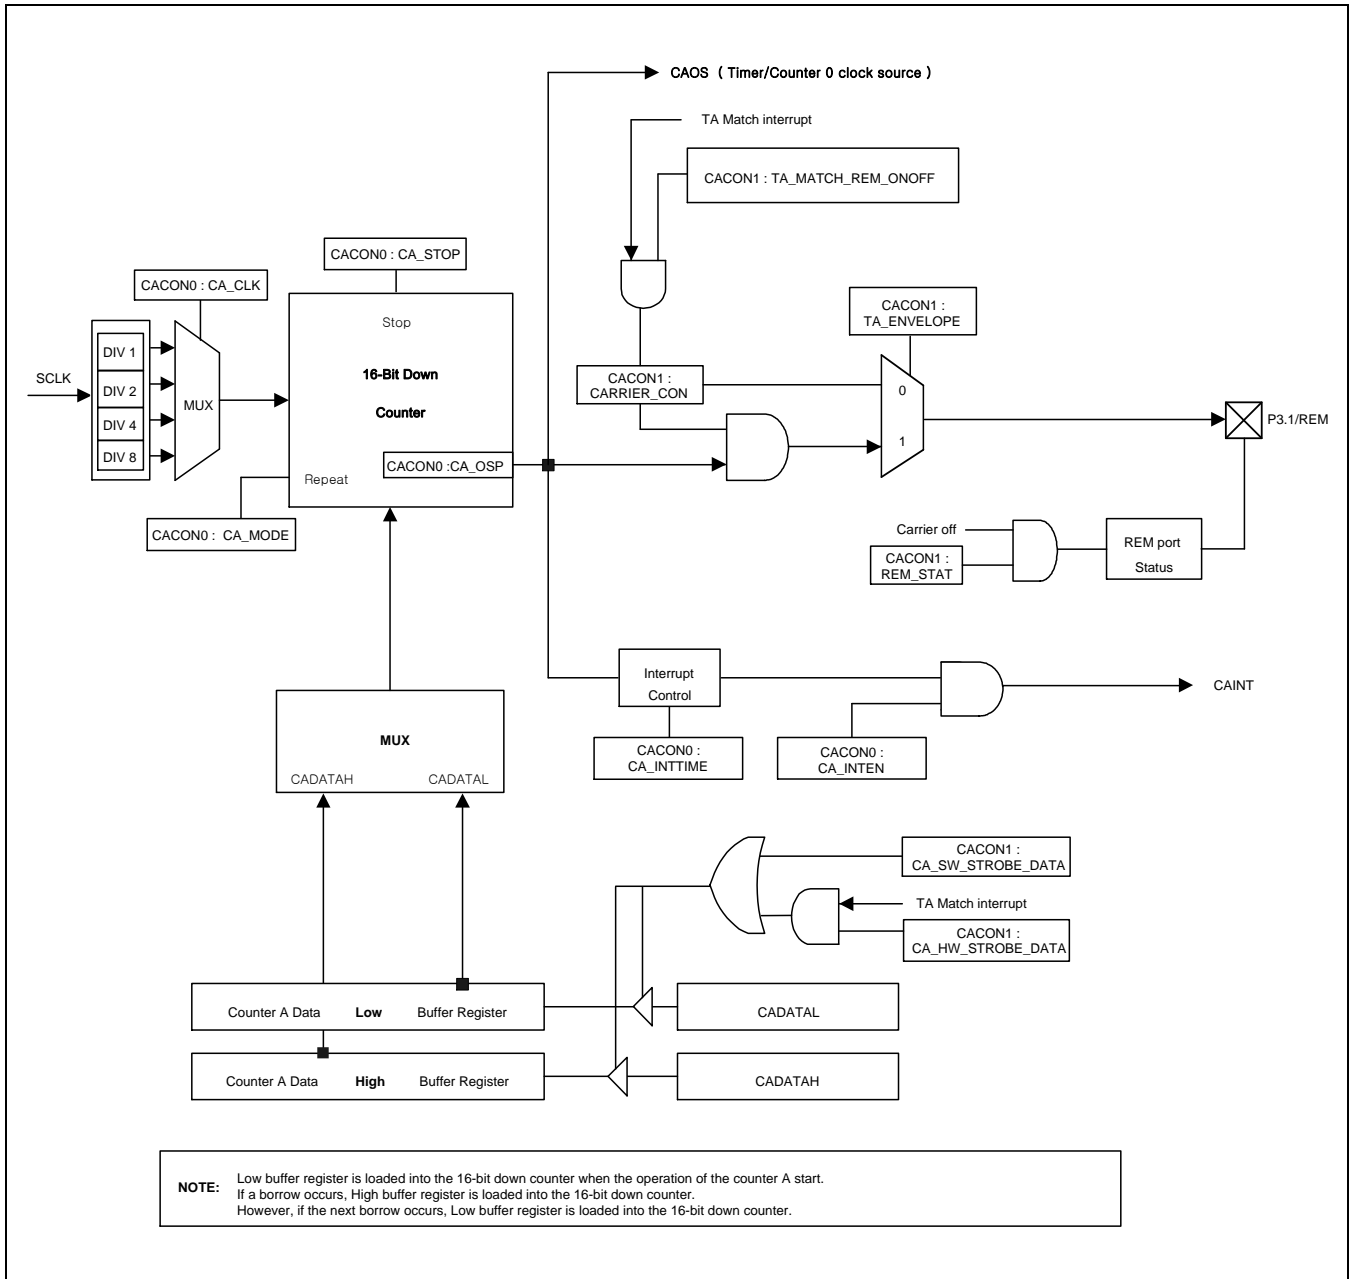 CAOS ( Timer/Counter 0 clock source )
TA Match interrupt
CACON1 : TA_MATCH_REM_ONOFF
CACON0 : CA_STOP
CACON0 : CA_CLK
Stop
16-Bit Down
Counter
CACON0 :CA_OSP
Repeat
SCLK
DIV 1
DIV 2
DIV 4
DIV 8
MUX
CACON0 : CA_MODE
CACON1 :
TA_ENVELOPE
CACON1 :
CARRIER_CON
0
1
P3.1/REM
Carrier off
CACON1 :
REM_STAT
REM port
Status
Interrupt
Control
CAINT
CACON0 :
CA_INTTIME
CACON0 :
CA_INTEN
MUX
CADATAH
CADATAL
CACON1 :
CA_SW_STROBE_DATA
TA Match interrupt
CACON1 :
CA_HW_STROBE_DATA
Counter A Data Low Buffer Register
CADATAL
Counter A Data High Buffer Register
CADATAH
NOTE: Low buffer register is loaded into the 16-bit down counter when the operation of the counter A start.
If a borrow occurs, High buffer register is loaded into the 16-bit down counter.
However, if the next borrow occurs, Low buffer register is loaded into the 16-bit down counter.